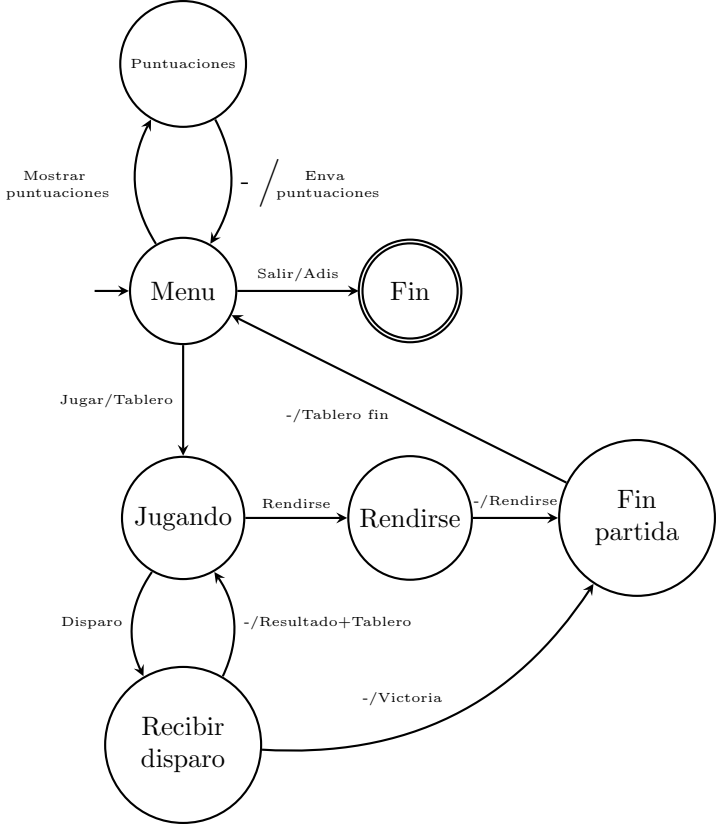 Puntuaciones
Mostrar
puntuaciones
- / Enva
puntuaciones
Menu
Salir/Adis
Fin
Jugar/Tablero
-/Tablero fin
Jugando
Rendirse
Rendirse
-/Rendirse
Fin
partida
Disparo
-/Resultado+Tablero
-/Victoria
Recibir
disparo